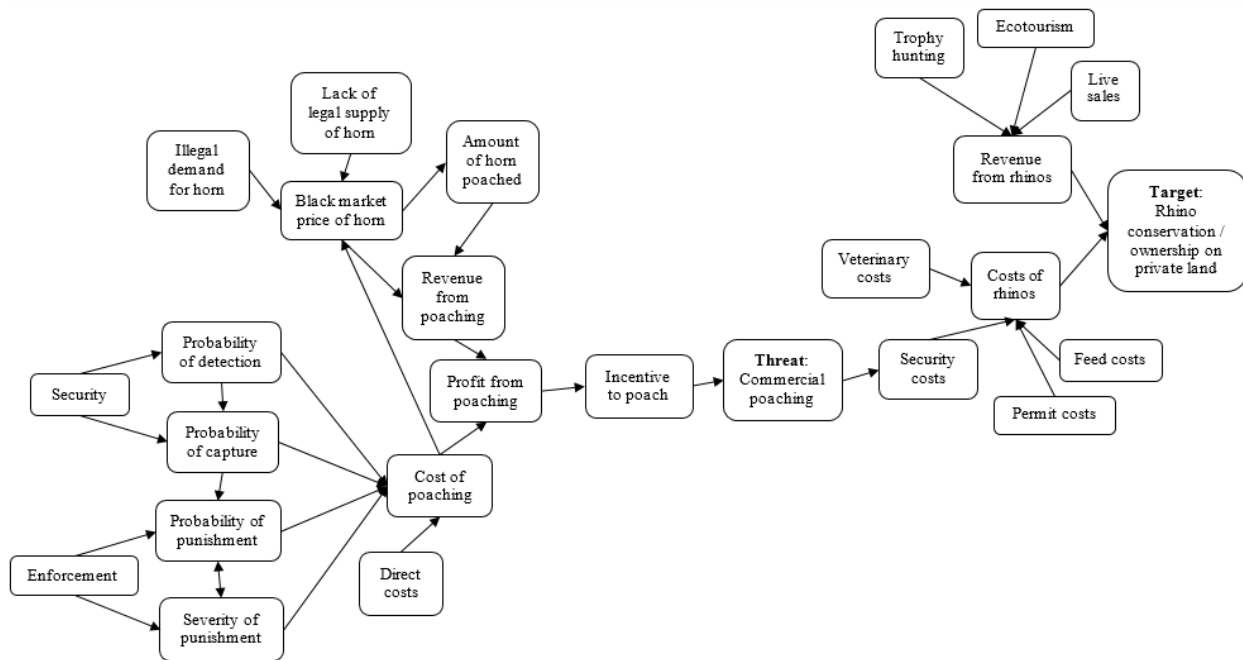 Trophy
hunting
Ecotourism
Live
sales
Lack of
legal supply
of horn
Illegal
demand
for horn
Amount
of horn
poached
Black market
price of horn
Revenue
from rhinos
Target:
Rhino
conservation /
ownership on
private land
Veterinary
costs
Costs of
rhinos
Revenue
from
poaching
Probability
of detection
Security
Probability
of capture
Profit from
poaching
Incentive
to poach
Threat:
Commercial
poaching
Security
costs
Feed costs
Permit costs
Cost of
poaching
Probability of
punishment
Enforcement
Severity of
punishment
Direct
costs